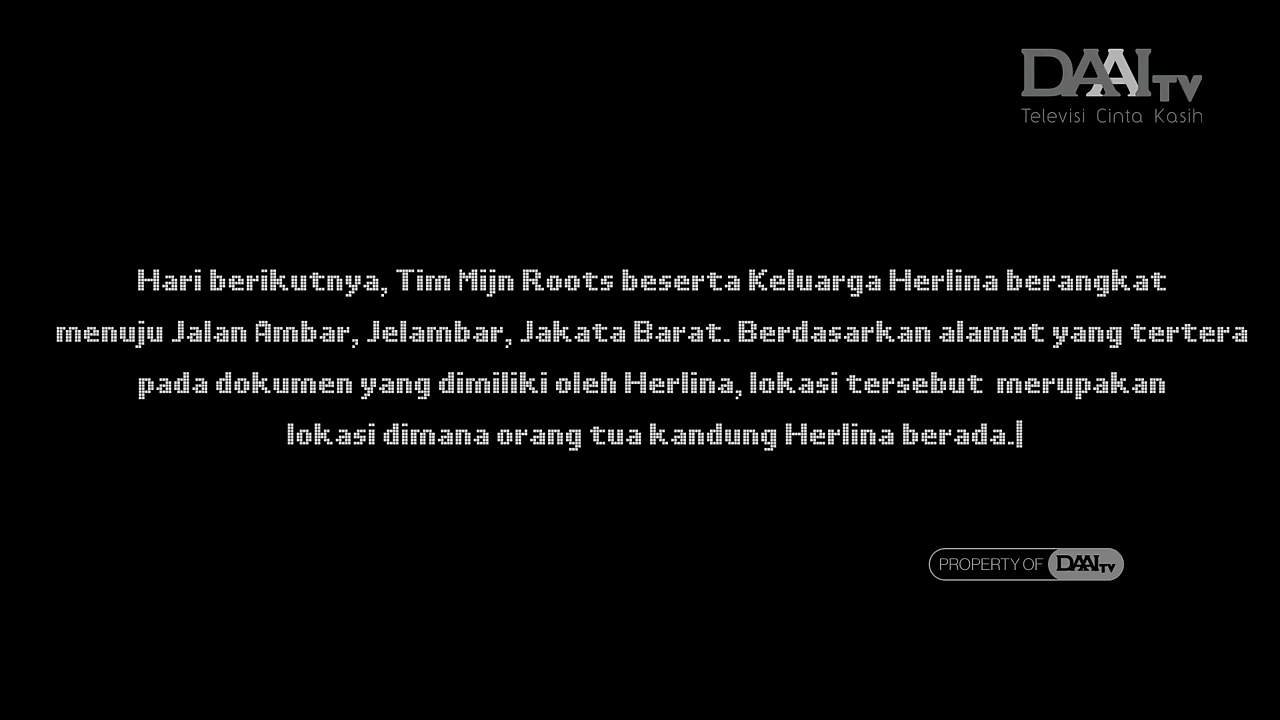 DAAI TV
Televisi Cinta Kasih
Hari berikutnya, Tim Mijn Roots beserta Keluarga Herlina berangkat
menuju Jalan Ambar, Jelambar, Jakata Barat. Berdasarkan alamat yang tertera
pada dokumen yang dimiliki oleh Herlina, lokasi tersebut merupakan
lokasi dimana orang tua kandung Herlina berada.
PROPERTY OF DAAI TV